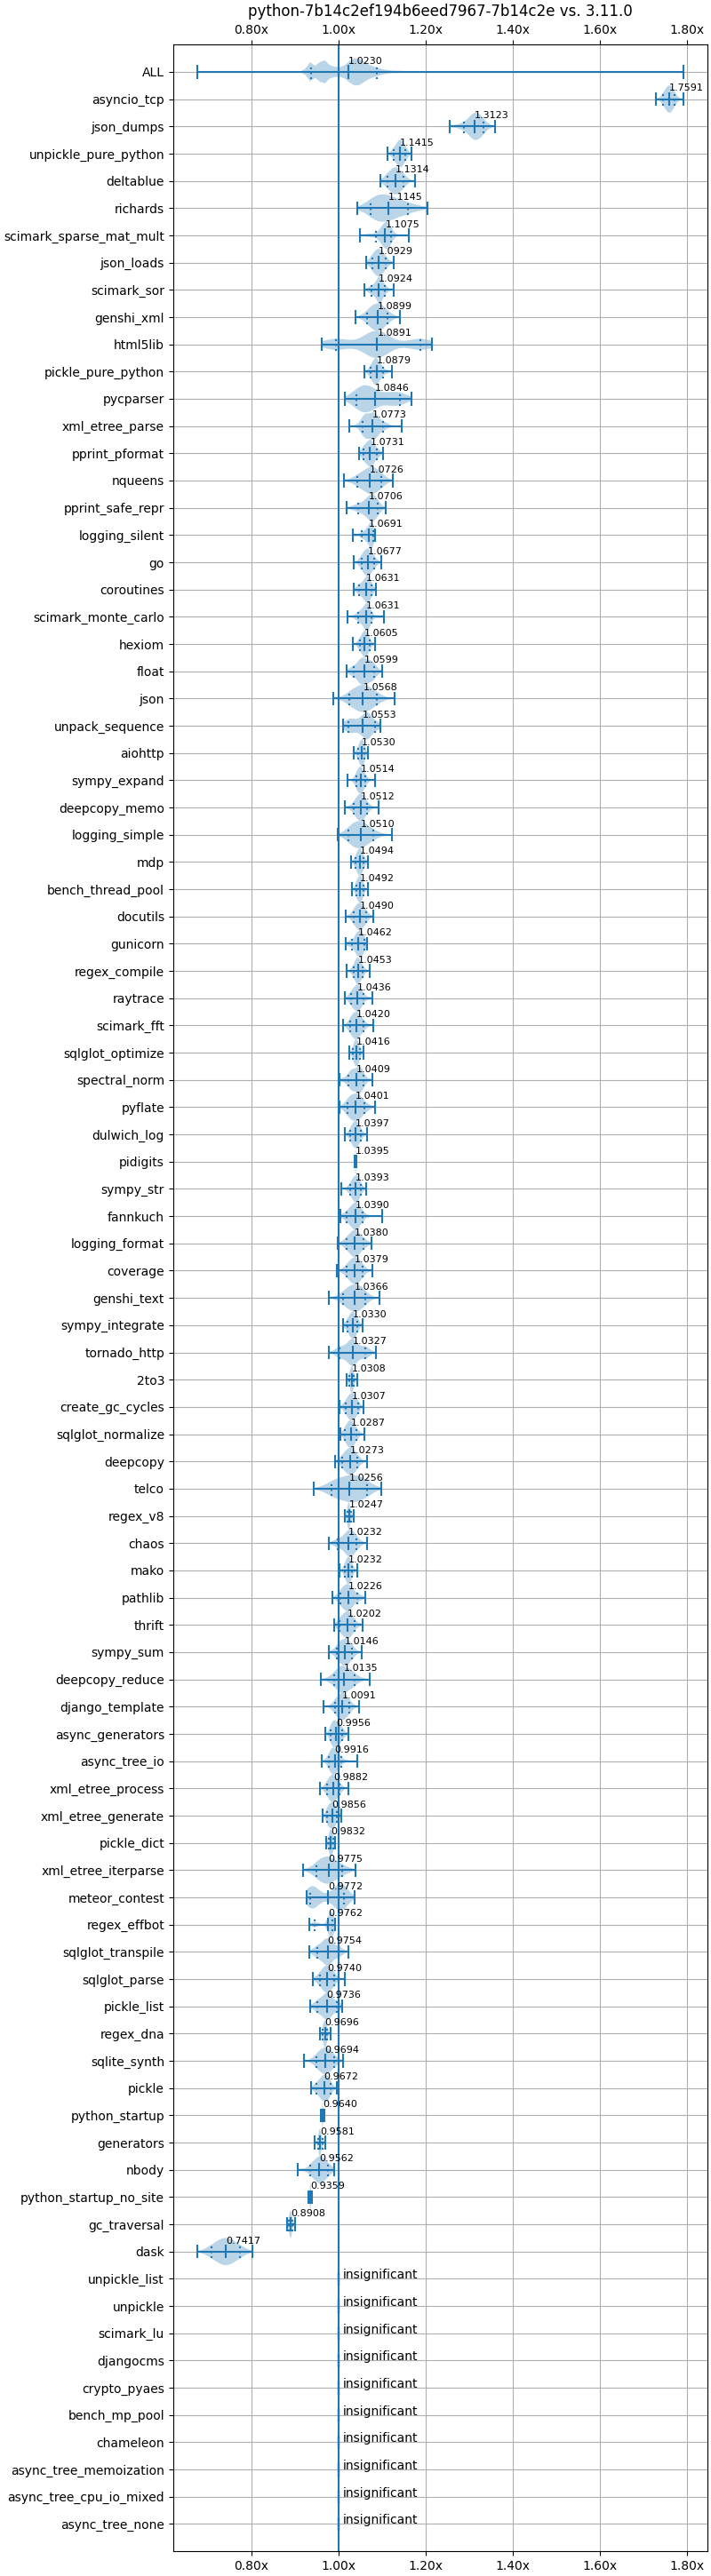 python-7b14c2ef194b6eed7967-7b14c2e vs. 3.11.0
0.80x 1.00x 1.20x 1.40x 1.60x 1.80x
ALL 1.0230
asyncio_tcp 1.7591
json_dumps 1.3123
unpickle_pure_python 1.1415
deltablue 1.1314
richards 1.1145
scimark_sparse_mat_mult 1.1075
json_loads 1.0929
scimark_sor 1.0924
genshi_xml 1.0899
html5lib 1.0891
pickle_pure_python 1.0879
pycparser 1.0846
xml_etree_parse 1.0773
pprint_pformat 1.0731
nqueens 1.0726
pprint_safe_repr 1.0706
logging_silent 1.0691
go 1.0677
coroutines 1.0631
scimark_monte_carlo 1.0631
hexiom 1.0605
float 1.0599
json 1.0568
unpack_sequence 1.0553
aiohttp 1.0530
sympy_expand 1.0514
deepcopy_memo 1.0512
logging_simple 1.0510
mdp 1.0494
bench_thread_pool 1.0492
docutils 1.0490
gunicorn 1.0462
regex_compile 1.0453
raytrace 1.0436
scimark_fft 1.0420
sqlglot_optimize 1.0416
spectral_norm 1.0409
pyflate 1.0401
dulwich_log 1.0397
pidigits 1.0395
sympy_str 1.0393
fannkuch 1.0390
logging_format 1.0380
coverage 1.0379
genshi_text 1.0366
sympy_integrate 1.0330
tornado_http 1.0327
2to3 1.0308
create_gc_cycles 1.0307
sqlglot_normalize 1.0287
deepcopy 1.0273
telco 1.0256
regex_v8 1.0247
chaos 1.0232
mako 1.0232
pathlib 1.0226
thrift 1.0202
sympy_sum 1.0146
deepcopy_reduce 1.0135
django_template 1.0091
async_generators 0.9956
async_tree_io 0.9916
xml_etree_process 0.9882
xml_etree_generate 0.9856
pickle_dict 0.9832
xml_etree_iterparse 0.9775
meteor_contest 0.9772
regex_effbot 0.9762
sqlglot_transpile 0.9754
sqlglot_parse 0.9740
pickle_list 0.9736
regex_dna 0.9696
sqlite_synth 0.9694
pickle 0.9672
python_startup 0.9640
generators 0.9581
nbody 0.9562
python_startup_no_site 0.9359
gc_traversal 0.8908
dask 0.7417
unpickle_list insignificant
unpickle insignificant
scimark_lu insignificant
djangocms insignificant
crypto_pyaes insignificant
bench_mp_pool insignificant
chameleon insignificant
async_tree_memoization insignificant
async_tree_cpu_io_mixed insignificant
async_tree_none insignificant
0.80x 1.00x 1.20x 1.40x 1.60x 1.80x